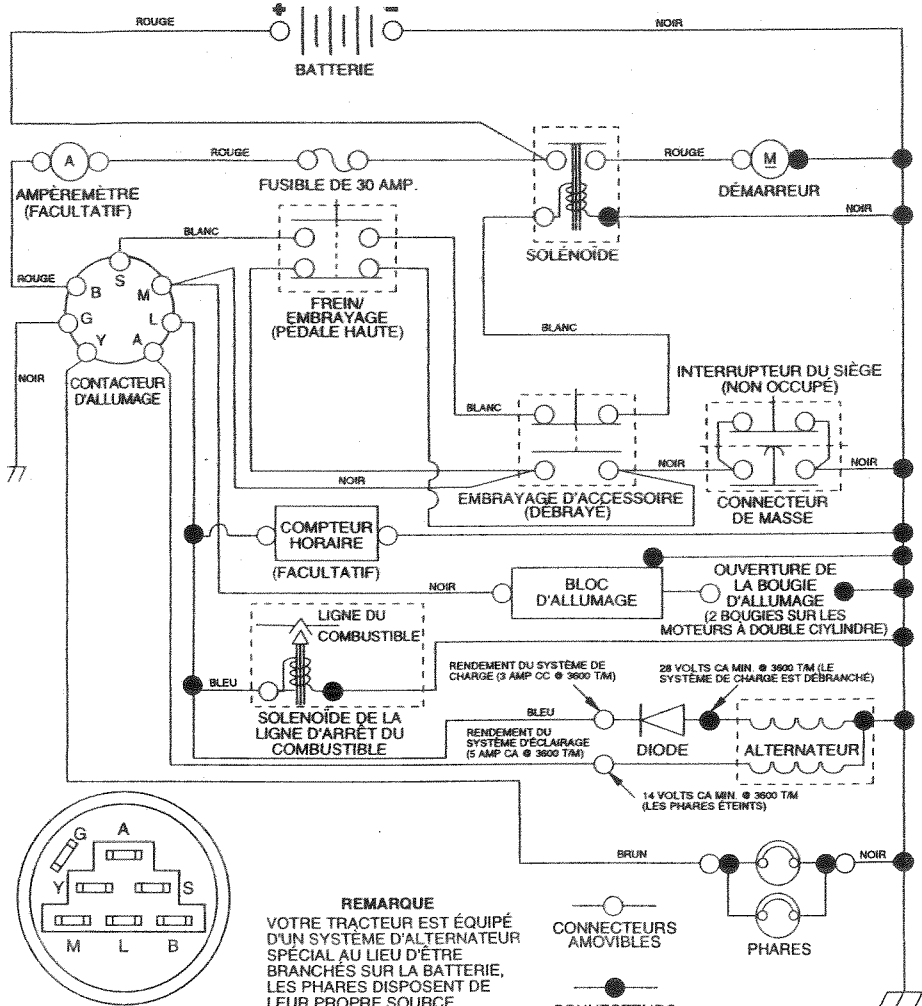 + -
ROUGE
NOIR
BATTERIE
A
ROUGE
ROUGE
M
AMPÈREMÈTRE
(FACULTATIF)
FUSIBLE DE 30 AMP.
DÉMARREUR
NOIR
SOLÉNOÏDE
BLANC
ROUGE
B
S
M
G
L
Y
A
FREIN/
EMBRAYAGE
(PÉDALE HAUTE)
BLANC
NOIR
CONTACTEUR
D'ALLUMAGE
INTERRUPTEUR DU SIÈGE
(NON OCCUPÉ)
BLANC
NOIR
NOIR
NOIR
EMBRAYAGE D'ACCESSOIRE
(DÉBRAYÉ)
CONNECTEUR
DE MASSE
COMPTEUR
HORAIRE
(FACULTATIF)
NOIR
BLOC
D'ALLUMAGE
OUVERTURE DE
LA BOUGIE
D'ALLUMAGE
(2 BOUGIES SUR LES
MOTEURS À DOUBLE CIYLINDRE)
LIGNE DU
COMBUSTIBLE
BLEU
SOLENOÏDE DE LA
LIGNE D'ARRÊT DU
COMBUSTIBLE
RENDEMENT DU SYSTÈME DE
CHARGE (3 AMP CC @ 3600 T/M)
28 VOLTS CA MIN. @ 3600 T/M (LE
SYSTÈME DE CHARGE EST DÉBRANCHÉ)
BLEU
RENDEMENT DU
SYSTÈME D'ÉCLAIRAGE
(5 AMP CA @ 3600 T/M)
DIODE
ALTERNATEUR
14 VOLTS CA MIN. @ 3600 T/M
(LES PHARES ÉTEINTS)
BRUN
NOIR
PHARES
G
A
Y
S
M
L
B
REMARQUE
VOTRE TRACTEUR EST ÉQUIPÉ
D'UN SYSTÈME D'ALTERNATEUR
SPÉCIAL AU LIEU D'ÊTRE
BRANCHÉS SUR LA BATTERIE,
LES PHARES DISPOSENT DE
LEUR PROPRE SOURCE
CONNECTEURS
AMOVIBLES